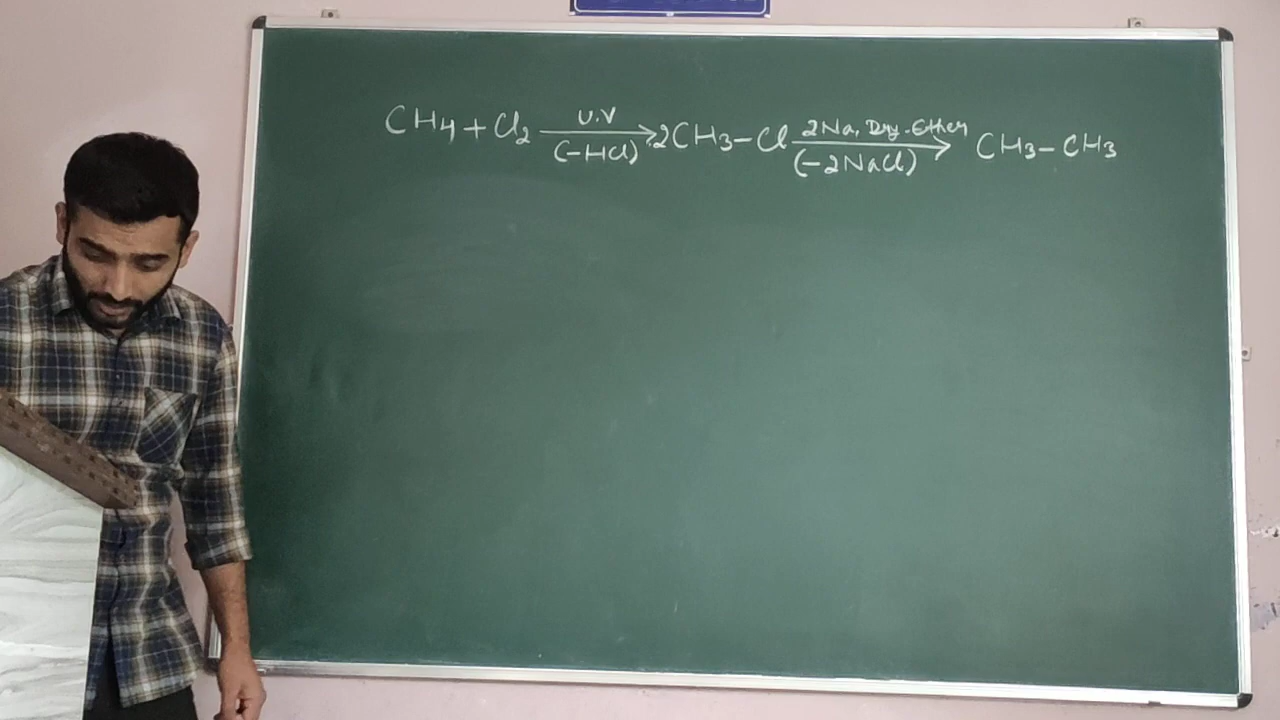 CH4 + Cl2 U.V (-HCl) 2CH3-Cl 2Na, Dry-Ether (-2NaCl) CH3-CH3